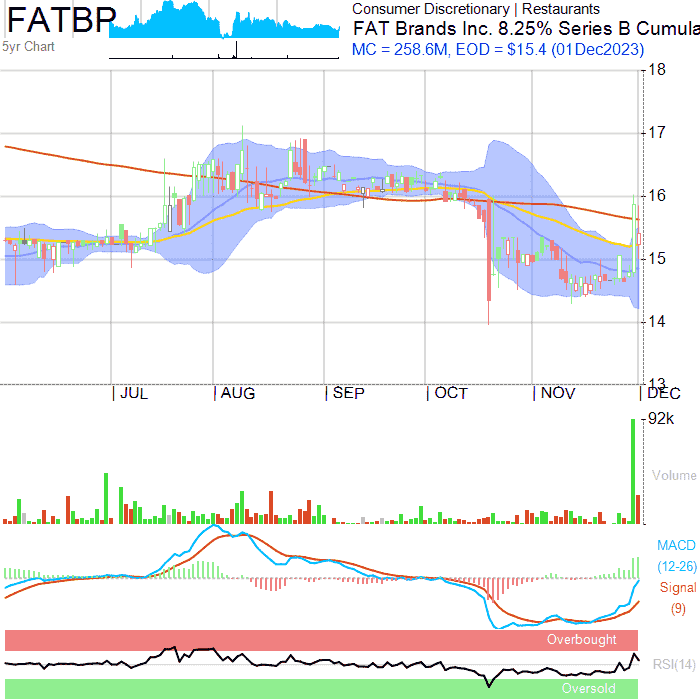 FATBP
5yr Chart
Consumer Discretionary | Restaurants
FAT Brands Inc. 8.25% Series B Cumula
MC = 258.6M, EOD = $15.4 (01Dec2023)
18
17
16
15
14
13
| JUL | AUG | SEP | OCT | NOV | DEC
92k
Volume
MACD
(12-26)
Signal
(9)
Overbought
RSI(14)
Oversold